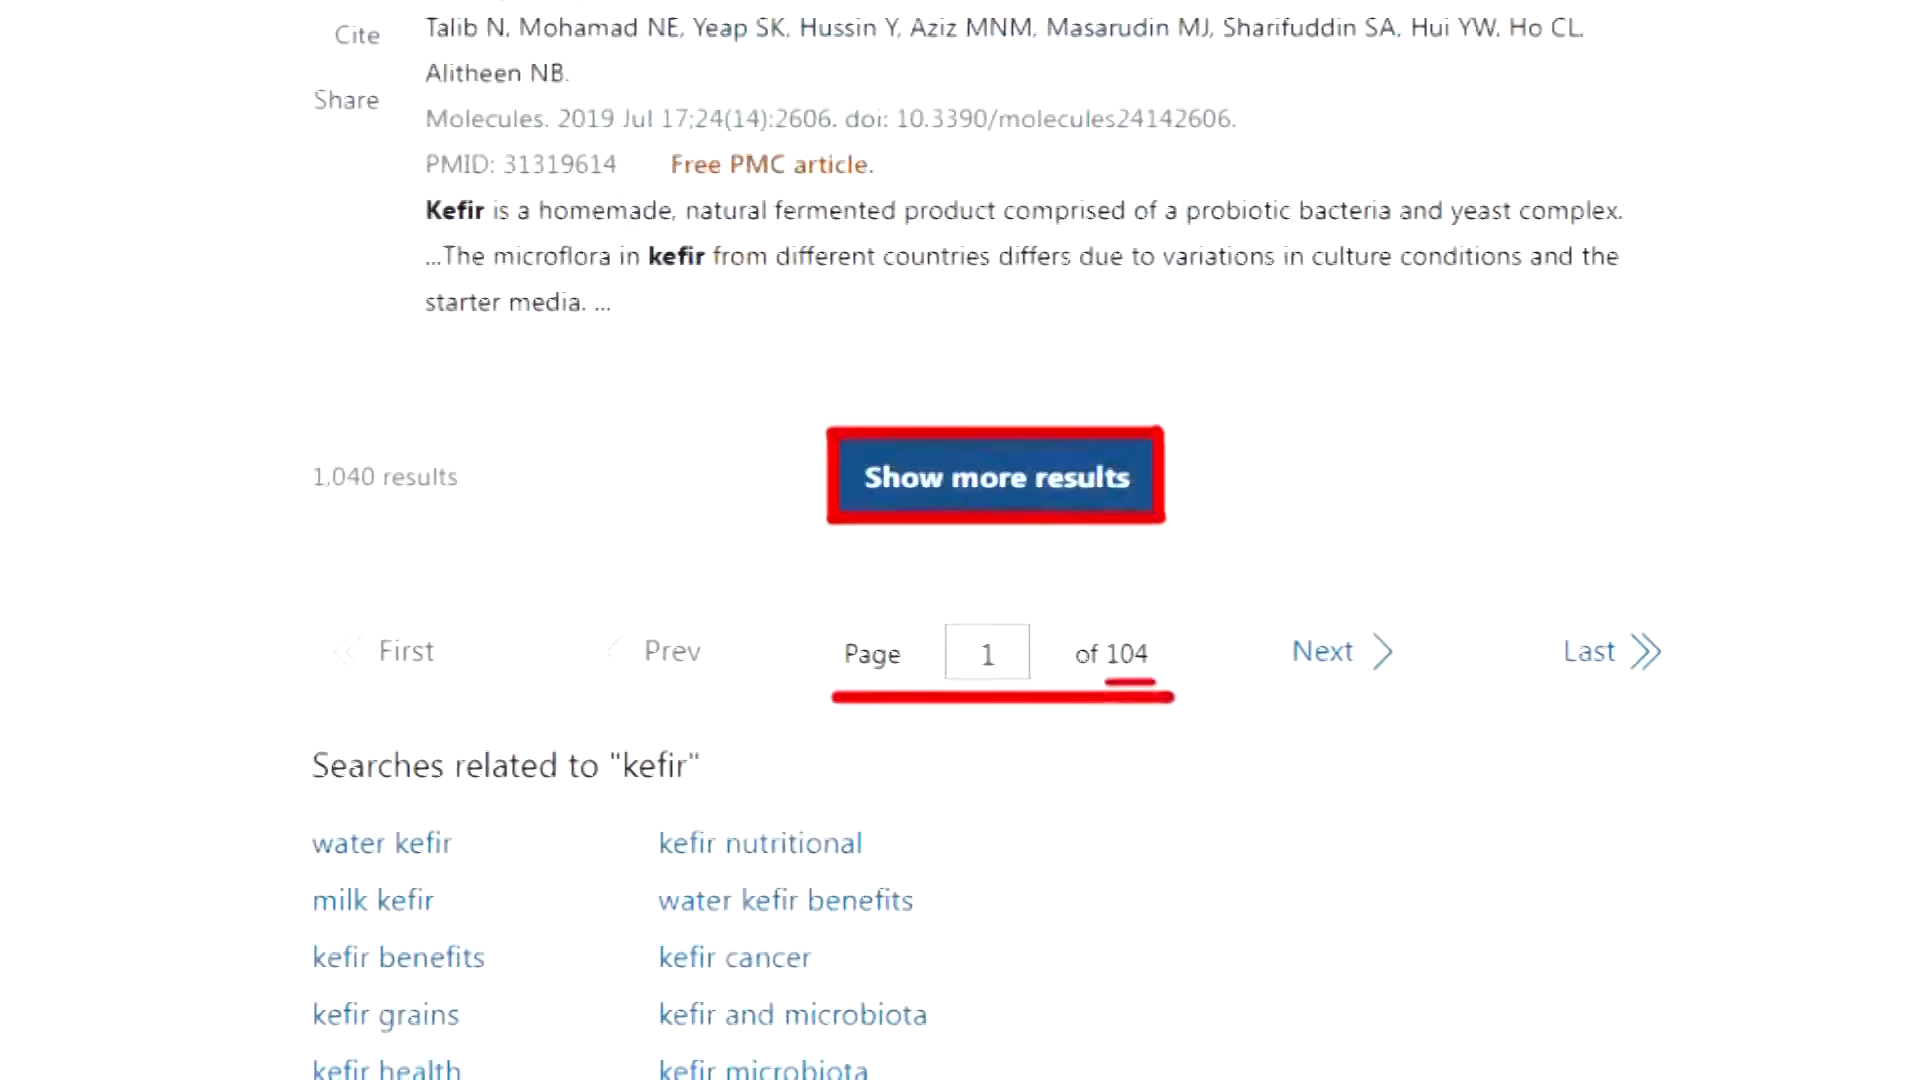 Cite
Talib N, Mohamad NE, Yeap SK, Hussin Y, Aziz MNM, Masarudin MJ, Sharifuddin SA, Hui YW, Ho CL,
Alitheen NB.
Share
Molecules. 2019 Jul 17;24(14):2606. doi: 10.3390/molecules24142606.
PMID: 31319614 Free PMC article.
Kefir is a homemade, natural fermented product comprised of a probiotic bacteria and yeast complex.
...The microflora in kefir from different countries differs due to variations in culture conditions and the
starter media. ...
1,040 results
Show more results
First Prev Page 1 of 104 Next Last
Searches related to "kefir"
water kefir kefir nutritional
milk kefir water kefir benefits
kefir benefits kefir cancer
kefir grains kefir and microbiota
kefir health kefir microbiota